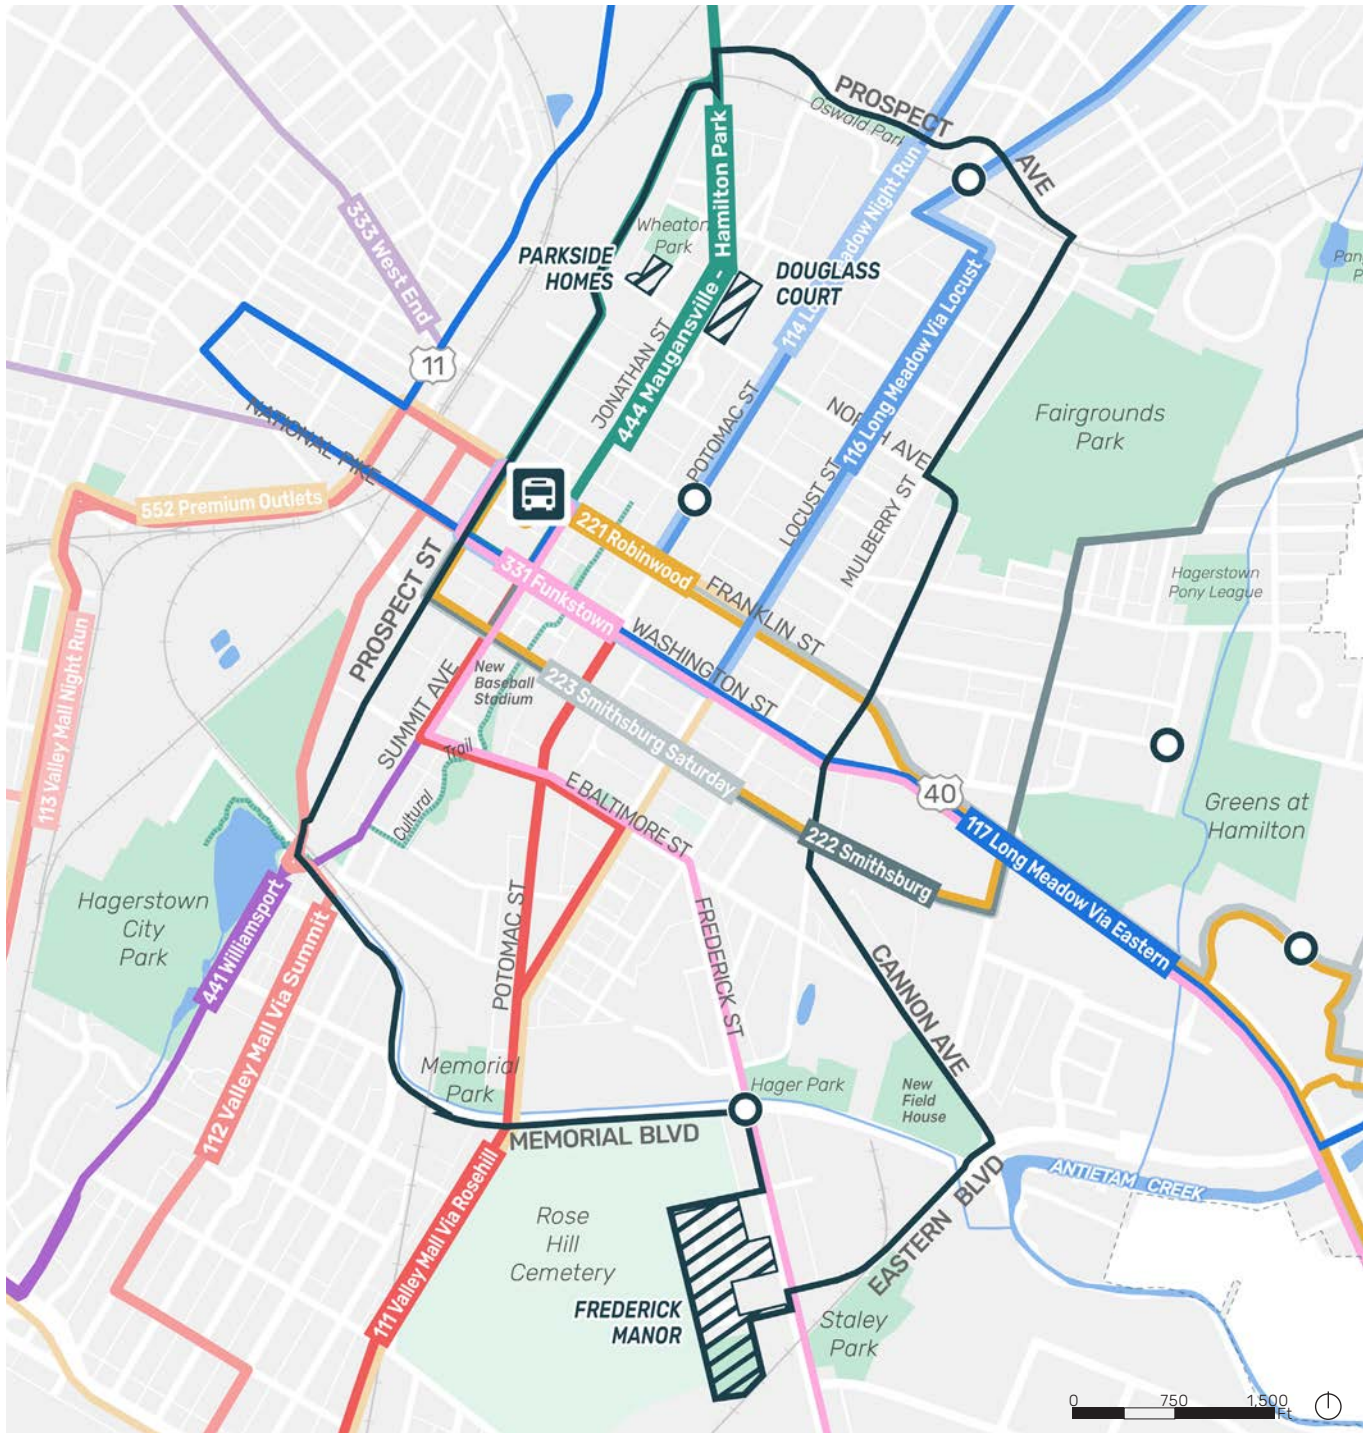 PROSPECT
AVE
Oswald Park
444 Maugansville - Hamilton Park
333 West End
Wheaton
Park
PARKSIDE
HOMES
DOUGLASS
COURT
114 Lo
eadow Night Run
116 Long Meadow Via Locust
11
JONATHAN ST
POTOMAC ST
NORTH AVE
LOCUST ST
MULBERRY ST
Fairgrounds
Park
NATIONAL PIKE
552 Premium Outlets
221 Robinwood
331 Funkstown
FRANKLIN ST
WASHINGTON ST
Hagerstown
Pony League
PROSPECT ST
SUMMIT AVE
New
Baseball
Stadium
223 Smithsburg Saturday
113 Valley Mall Night Run
Cultural
Trail
E BALTIMORE ST
40
222 Smithsburg
117 Long Meadow Via Eastern
Greens at
Hamilton
Hagerstown
City
Park
441 Williamsport
112 Valley Mall Via Summit
POTOMAC ST
FREDERICK ST
CANNON AVE
Memorial
Park
Hager Park
New
Field
House
MEMORIAL BLVD
111 Valley Mall Via Rosehill
EASTERN BLVD
ANTIETAM CREEK
Rose
Hill
Cemetery
FREDERICK
MANOR
Staley
Park
0 750 1,500
Ft